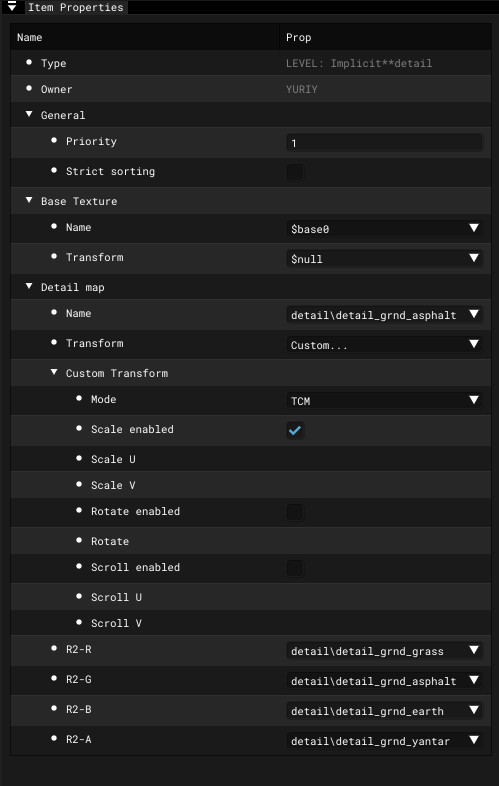 Item Properties
Name Prop
Type LEVEL: Implicit**detail
Owner YURIY
General
Priority 1
Strict sorting
Base Texture
Name $base0
Transform $null
Detail map
Name detail\detail_grnd_asphalt
Transform Custom...
Custom Transform
Mode TCM
Scale enabled
Scale U
Scale V
Rotate enabled
Rotate
Scroll enabled
Scroll U
Scroll V
R2-R detail\detail_grnd_grass
R2-G detail\detail_grnd_asphalt
R2-B detail\detail_grnd_earth
R2-A detail\detail_grnd_yantar